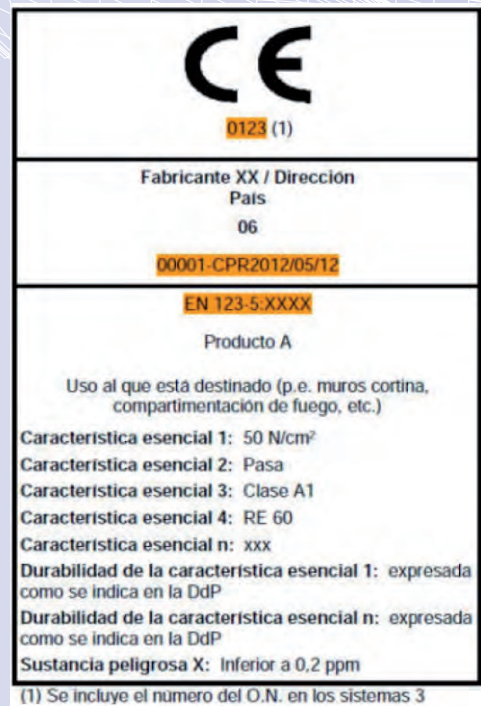 CE
0123 (1)
Fabricante XX / Dirección
País
06
00001-CPR2012/05/12
EN 123-5:XXXX
Producto A
Uso al que está destinado (p.e. muros cortina,
compartimentación de fuego, etc.)
Característica esencial 1: 50 N/cm²
Característica esencial 2: Pasa
Característica esencial 3: Clase A1
Característica esencial 4: RE 60
Característica esencial n: xxx
Durabilidad de la característica esencial 1: expresada
como se indica en la DdP
Durabilidad de la característica esencial n: expresada
como se indica en la DdP
Sustancia peligrosa X: Inferior a 0,2 ppm
(1) Se incluye el número del O.N. en los sistemas 3